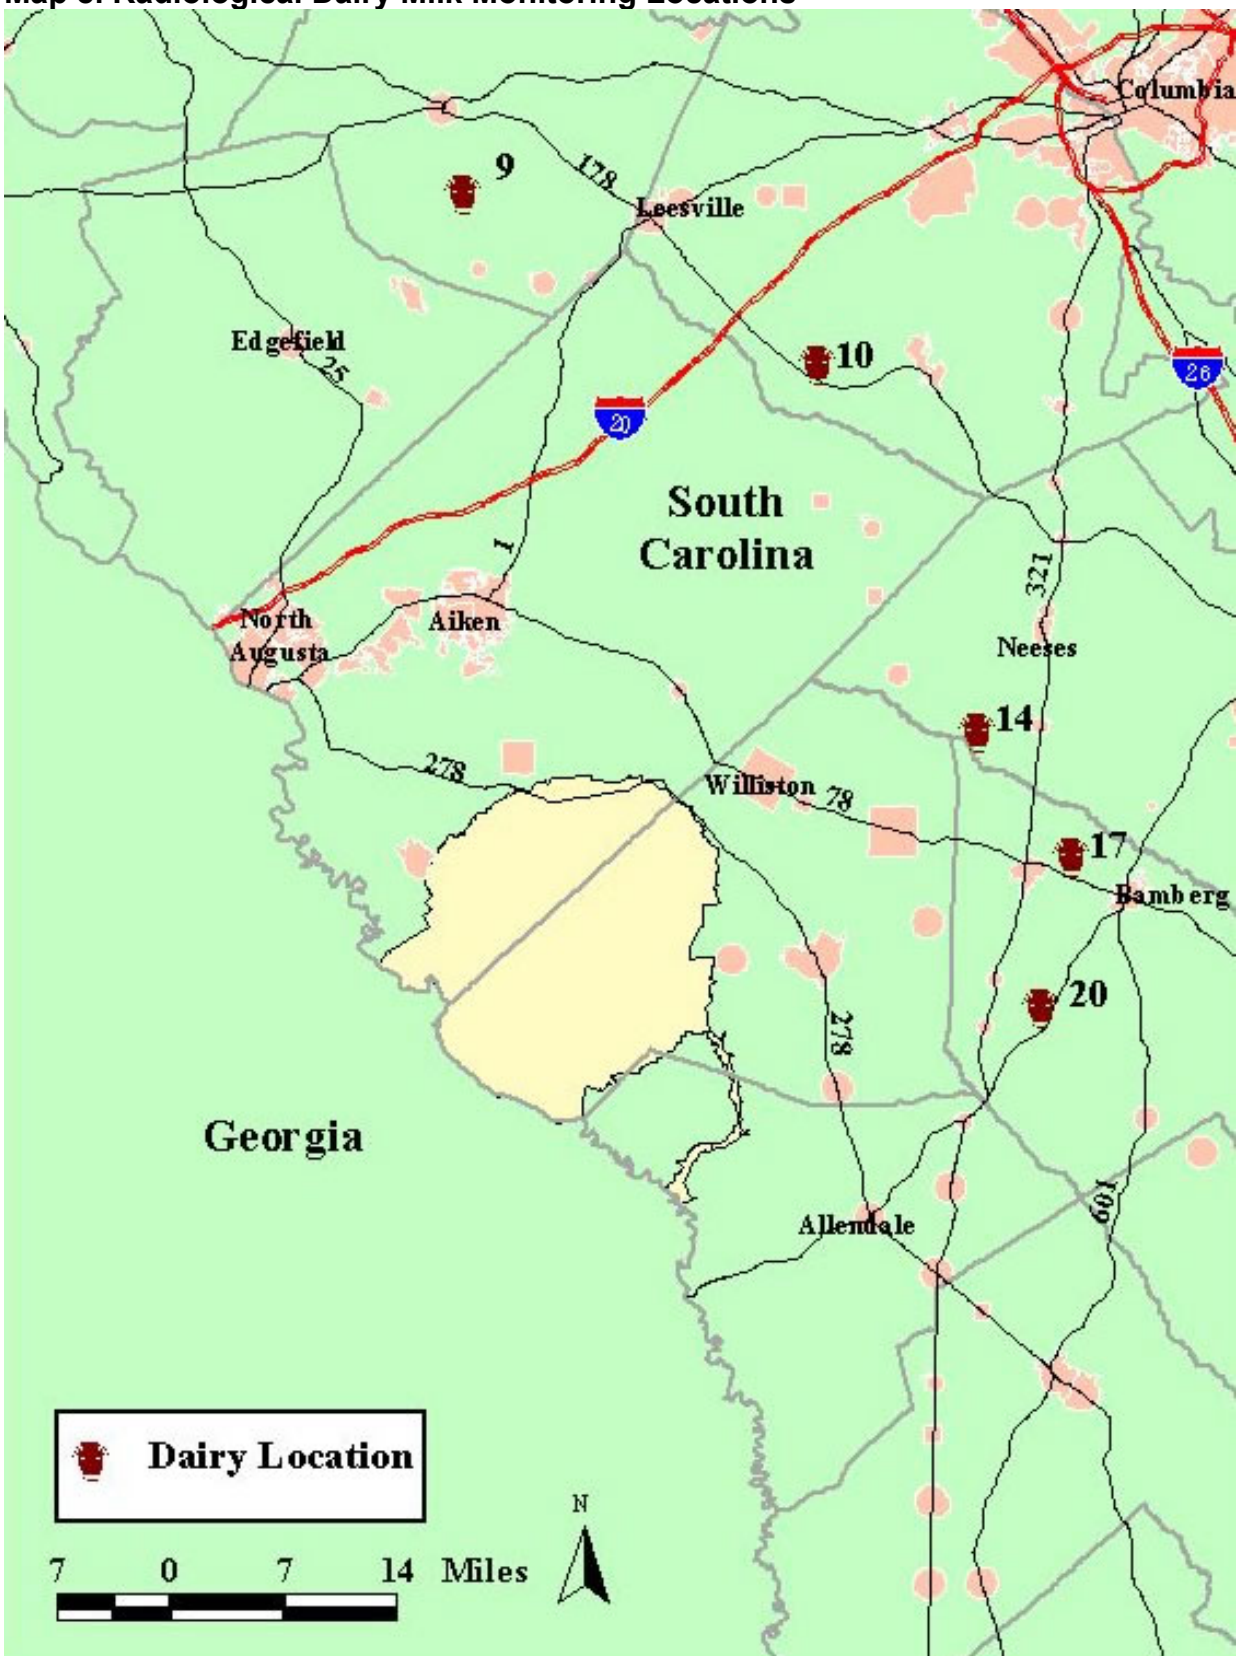 Map 6. Radiological Dairy Milk Monitoring Locations
Columbia
9
178
Leesville
Edgefield
25
10
26
20
South
Carolina
1
321
North
Augusta
Aiken
Neeses
14
278
Williston
78
17
Bamberg
20
278
Georgia
109
Allendale
Dairy Location
N
7 0 7 14 Miles